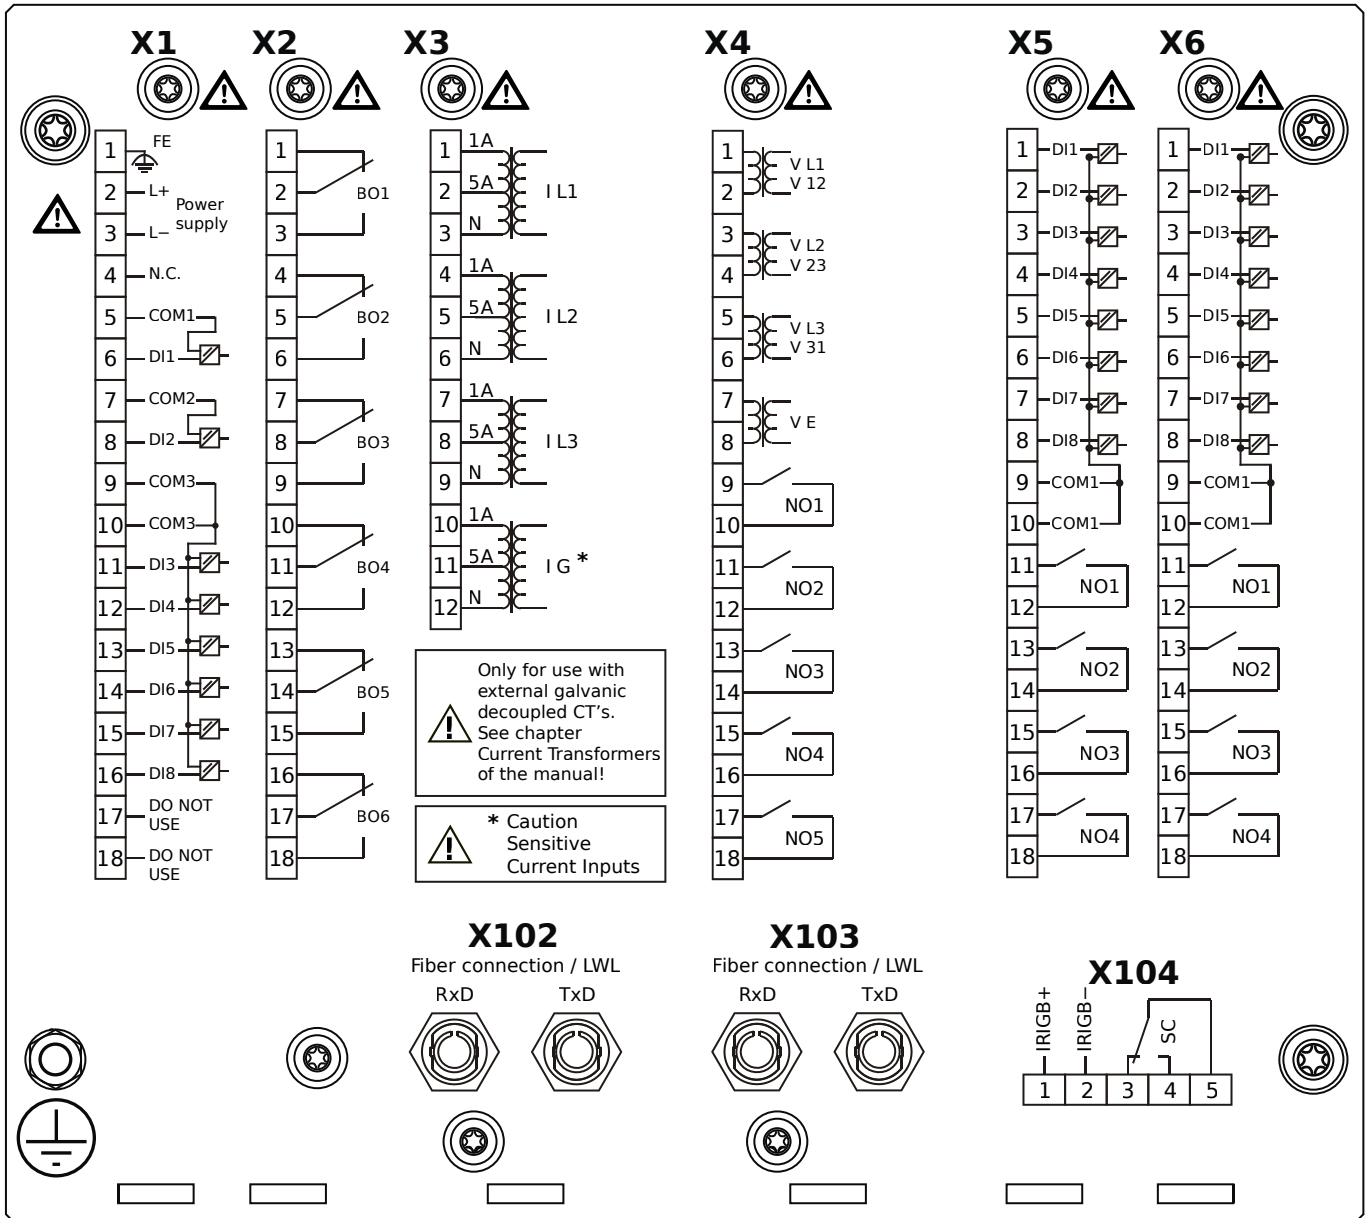 X1 X2 X3 X4 X5 X6
1 FE
2 L+
Power
supply
3 L−
4 N.C.
5 COM1
6 DI1
7 COM2
8 DI2
9 COM3
10 COM3
11 DI3
12 DI4
13 DI5
14 DI6
15 DI7
16 DI8
17 DO NOT
USE
18 DO NOT
USE
1
2 BO1
3
4
5 BO2
6
7
8 BO3
9
10
11 BO4
12
13
14 BO5
15
16
17 BO6
18
1 1A
2 5A I L1
3 N
4 1A
5 5A I L2
6 N
7 1A
8 5A I L3
9 N
10 1A
11 5A I G *
12 N
Only for use with
external galvanic
decoupled CT's.
See chapter
Current Transformers
of the manual!
* Caution
Sensitive
Current Inputs
1 V L1
2 V 12
3 V L2
4 V 23
5 V L3
6 V 31
7 V E
8
9 NO1
10
11 NO2
12
13 NO3
14
15 NO4
16
17 NO5
18
1 DI1
2 DI2
3 DI3
4 DI4
5 DI5
6 DI6
7 DI7
8 DI8
9 COM1
10 COM1
11 NO1
12
13 NO2
14
15 NO3
16
17 NO4
18
1 DI1
2 DI2
3 DI3
4 DI4
5 DI5
6 DI6
7 DI7
8 DI8
9 COM1
10 COM1
11 NO1
12
13 NO2
14
15 NO3
16
17 NO4
18
X102
Fiber connection / LWL
RxD TxD
X103
Fiber connection / LWL
RxD TxD
X104
IRIGB+ IRIGB− SC
1 2 3 4 5